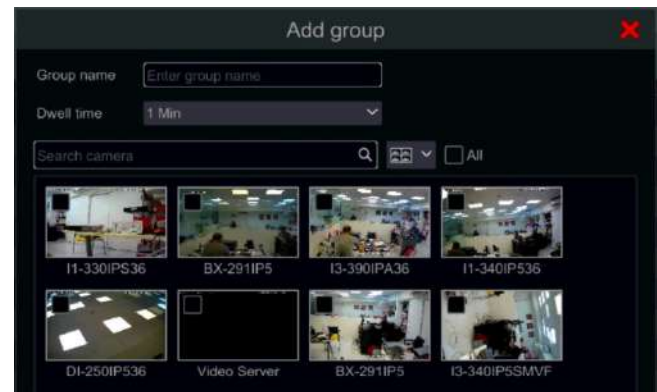 Add group
Group name Enter group name
Dwell time 1 Min
Search camera All
I1-330IPS36 BX-291IP5 I3-390IPA36 I1-340IP536
DI-250IP536 Video Server BX-291IP5 I3-340IP5SMVF